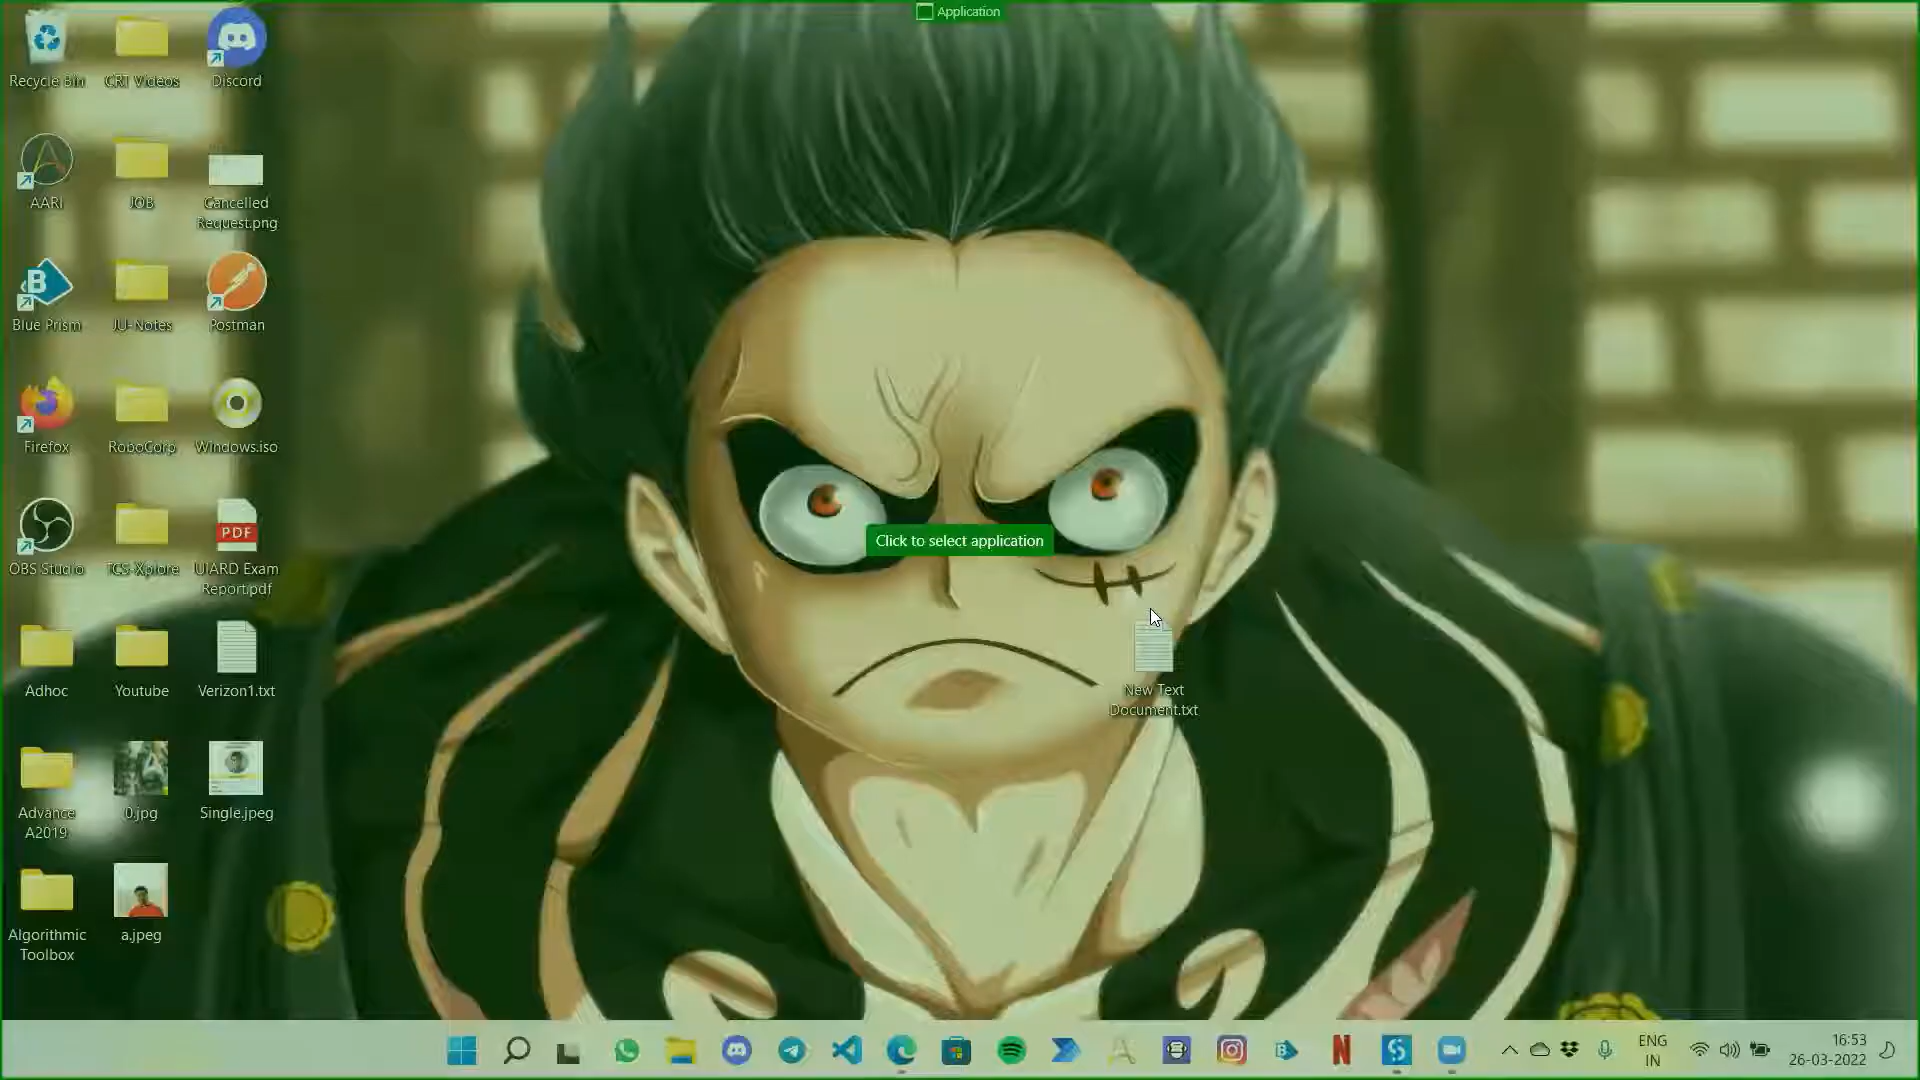 Application
Recycle Bin
CRT Videos
Discord
AARI
JOB
Cancelled
Request.png
Blue Prism
JU-Notes
Postman
Firefox
RoboCorp
Windows.iso
OBS Studio
TCS-Xplore
PDF
UIARD Exam
Report.pdf
Click to select application
Adhoc
Youtube
Verizon1.txt
New Text
Document.txt
Advance
A2019
0.jpg
Single.jpeg
Algorithmic
Toolbox
a.jpeg
ENG
IN
16:53
26-03-2022